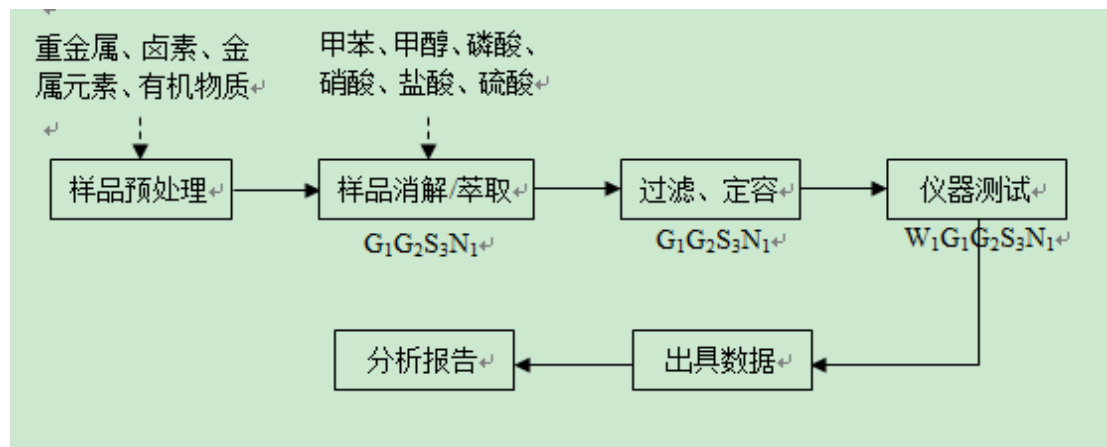 重金属、卤素、金
属元素、有机物质
甲苯、甲醇、磷酸、
硝酸、盐酸、硫酸
样品预处理
样品消解/萃取
过滤、定容
仪器测试
G₁G₂S₃N₁
G₁G₂S₃N₁
W₁G₁G₂S₃N₁
分析报告
出具数据